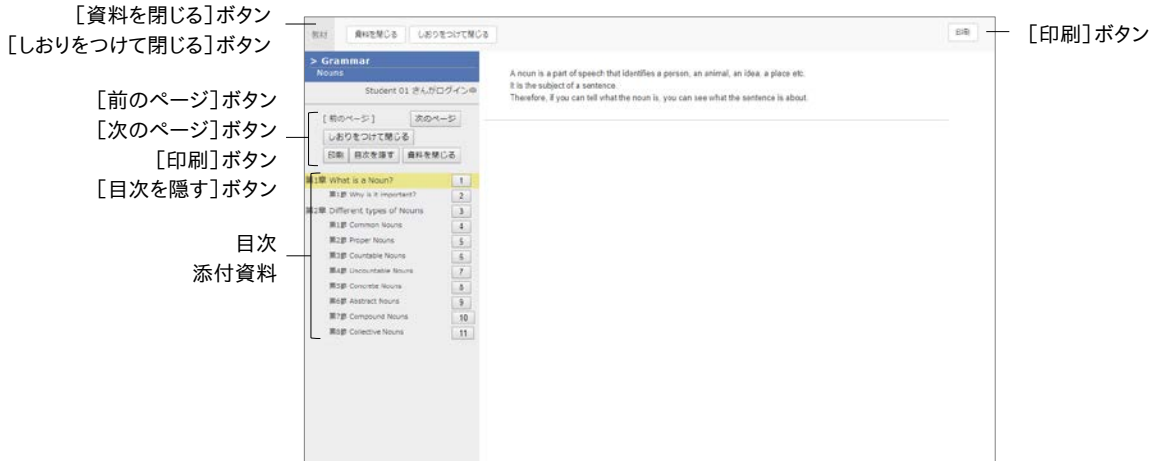 [資料を閉じる]ボタン
[しおりをつけて閉じる]ボタン
[前のページ]ボタン
[次のページ]ボタン
[印刷]ボタン
[目次を隠す]ボタン
目次
添付資料
教材 資料を閉じる しおりをつけて閉じる 印刷
[印刷]ボタン
> Grammar
Nouns
Student 01 さんがログイン中
[前のページ] 次のページ
しおりをつけて閉じる
印刷 目次を隠す 資料を閉じる
第1章 What is a Noun? 1
第1節 Why is it important? 2
第2章 Different types of Nouns 3
第1節 Common Nouns 4
第2節 Proper Nouns 5
第3節 Countable Nouns 6
第4節 Uncountable Nouns 7
第5節 Concrete Nouns 8
第6節 Abstract Nouns 9
第7節 Compound Nouns 10
第8節 Collective Nouns 11
A noun is a part of speech that identifies a person, an animal, an idea, a place etc.
It is the subject of a sentence.
Therefore, if you can tell what the noun is, you can see what the sentence is about.